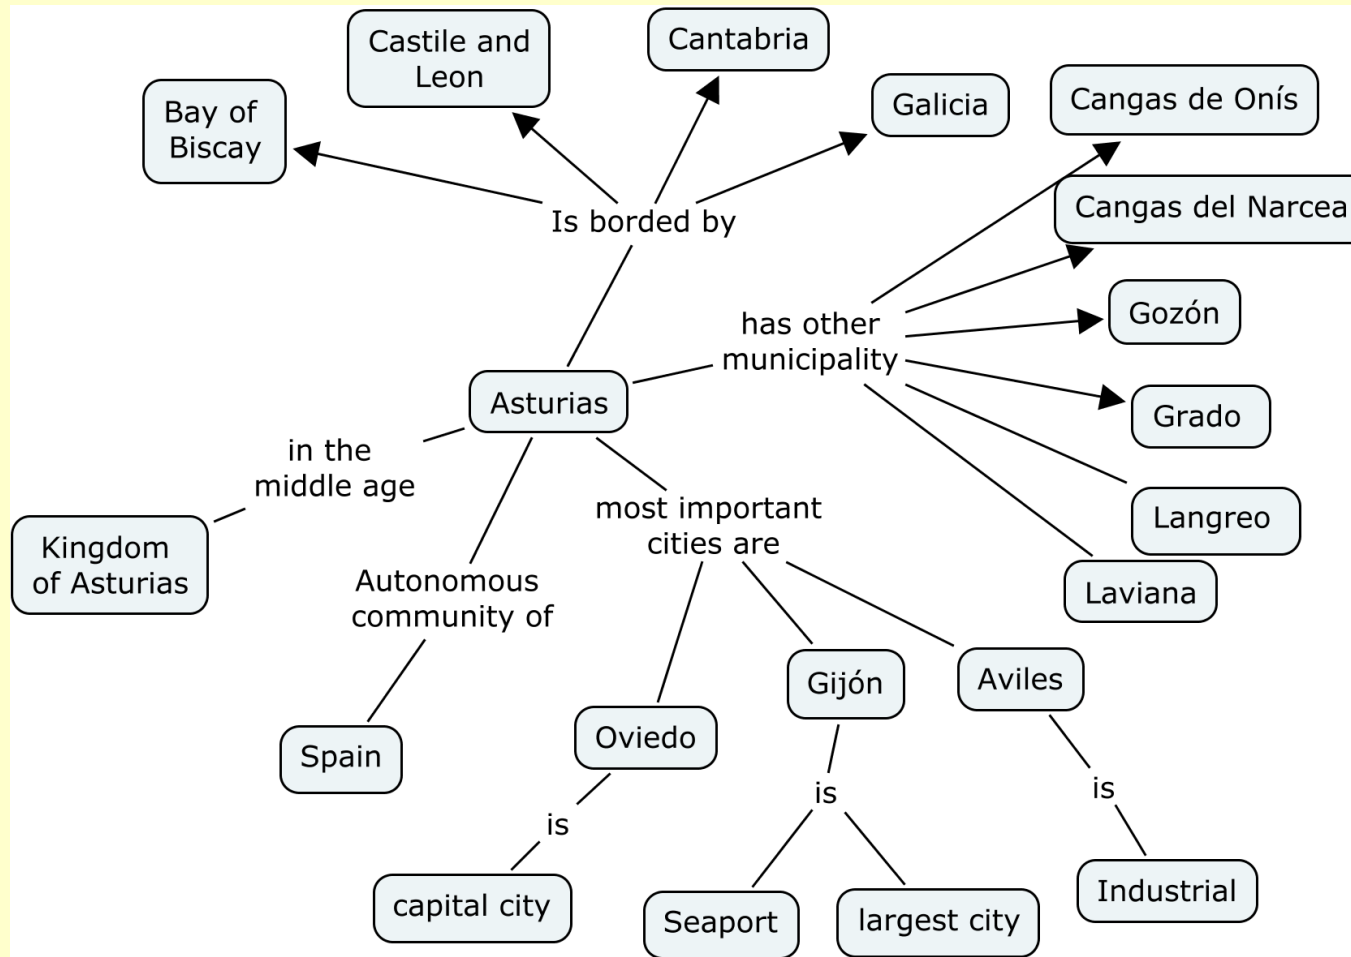 Castile and
Leon
Cantabria
Bay of
Biscay
Galicia
Cangas de Onís
Cangas del Narcea
Is borded by
Gozón
has other
municipality
Asturias
Grado
in the
middle age
most important
cities are
Langreo
Kingdom
of Asturias
Autonomous
community of
Laviana
Gijón
Aviles
Spain
Oviedo
is
is
is
capital city
Seaport
largest city
Industrial